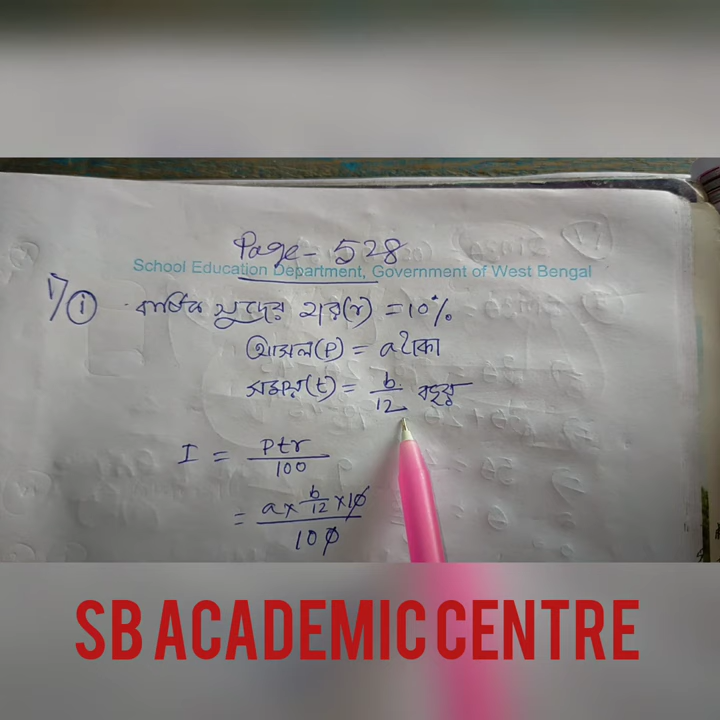 Page - 528
School Education Department, Government of West Bengal
1) i বার্ষিক সুদের হার(r) = 10%
আসল(P) = a টাকা
সময়(t) = b/12 বছর
I = Ptr/100
= a × b/12 × 10/100
SB ACADEMIC CENTRE